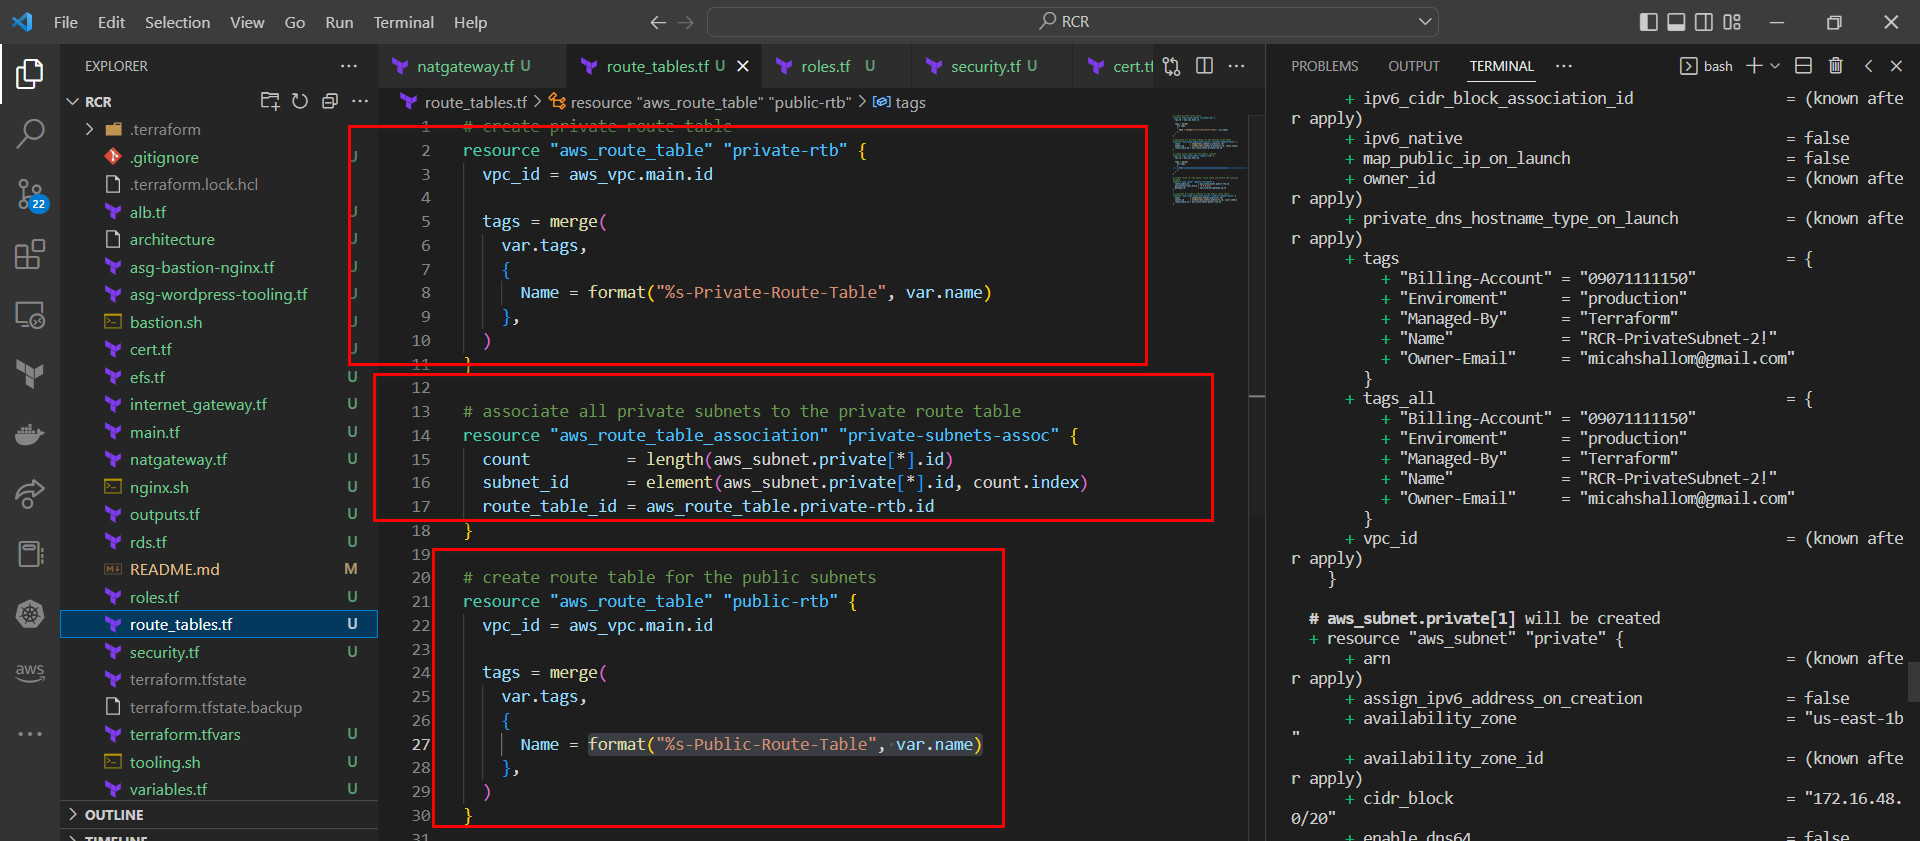 File Edit Selection View Go Run Terminal Help
RCR
EXPLORER
RCR
.terraform
.gitignore U
.terraform.lock.hcl
alb.tf U
architecture U
asg-bastion-nginx.tf U
asg-wordpress-tooling.tf U
bastion.sh U
cert.tf U
efs.tf U
internet_gateway.tf U
main.tf U
natgateway.tf U
nginx.sh U
outputs.tf U
rds.tf U
README.md M
roles.tf U
route_tables.tf U
security.tf U
terraform.tfstate
terraform.tfstate.backup
terraform.tfvars U
tooling.sh U
variables.tf U
OUTLINE
TIMELINE
22
aws
natgateway.tf U route_tables.tf U roles.tf U security.tf U cert.tf
route_tables.tf > resource "aws_route_table" "public-rtb" > tags
1 # create private route table
2 resource "aws_route_table" "private-rtb" {
3 vpc_id = aws_vpc.main.id
4
5 tags = merge(
6 var.tags,
7 {
8 Name = format("%s-Private-Route-Table", var.name)
9 },
10 )
11 }
12
13 # associate all private subnets to the private route table
14 resource "aws_route_table_association" "private-subnets-assoc" {
15 count = length(aws_subnet.private[*].id)
16 subnet_id = element(aws_subnet.private[*].id, count.index)
17 route_table_id = aws_route_table.private-rtb.id
18 }
19
20 # create route table for the public subnets
21 resource "aws_route_table" "public-rtb" {
22 vpc_id = aws_vpc.main.id
23
24 tags = merge(
25 var.tags,
26 {
27 Name = format("%s-Public-Route-Table", var.name)
28 },
29 )
30 }
31
PROBLEMS OUTPUT TERMINAL bash
+ ipv6_cidr_block_association_id = (known afte
r apply)
+ ipv6_native = false
+ map_public_ip_on_launch = false
+ owner_id = (known afte
r apply)
+ private_dns_hostname_type_on_launch = (known afte
r apply)
+ tags = {
+ "Billing-Account" = "09071111150"
+ "Enviroment" = "production"
+ "Managed-By" = "Terraform"
+ "Name" = "RCR-PrivateSubnet-2!"
+ "Owner-Email" = "micahshallom@gmail.com"
}
+ tags_all = {
+ "Billing-Account" = "09071111150"
+ "Enviroment" = "production"
+ "Managed-By" = "Terraform"
+ "Name" = "RCR-PrivateSubnet-2!"
+ "Owner-Email" = "micahshallom@gmail.com"
}
+ vpc_id = (known afte
r apply)
}
# aws_subnet.private[1] will be created
+ resource "aws_subnet" "private" {
+ arn = (known afte
r apply)
+ assign_ipv6_address_on_creation = false
+ availability_zone = "us-east-1b
"
+ availability_zone_id = (known afte
r apply)
+ cidr_block = "172.16.48.
0/20"
+ enable_dns64 = false